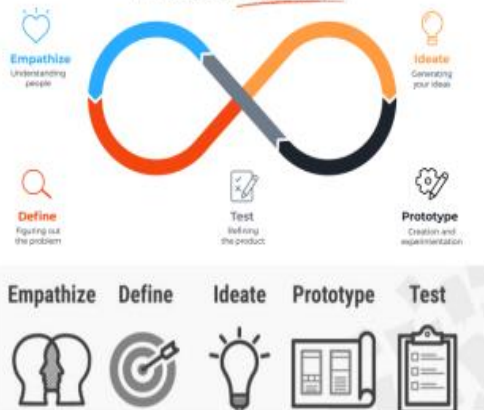 Empathize
Understanding
people
Ideate
Generating
your ideas
Define
Figuring out
the problem
Test
Refining
the product
Prototype
Creation and
experimentation
Empathize Define Ideate Prototype Test